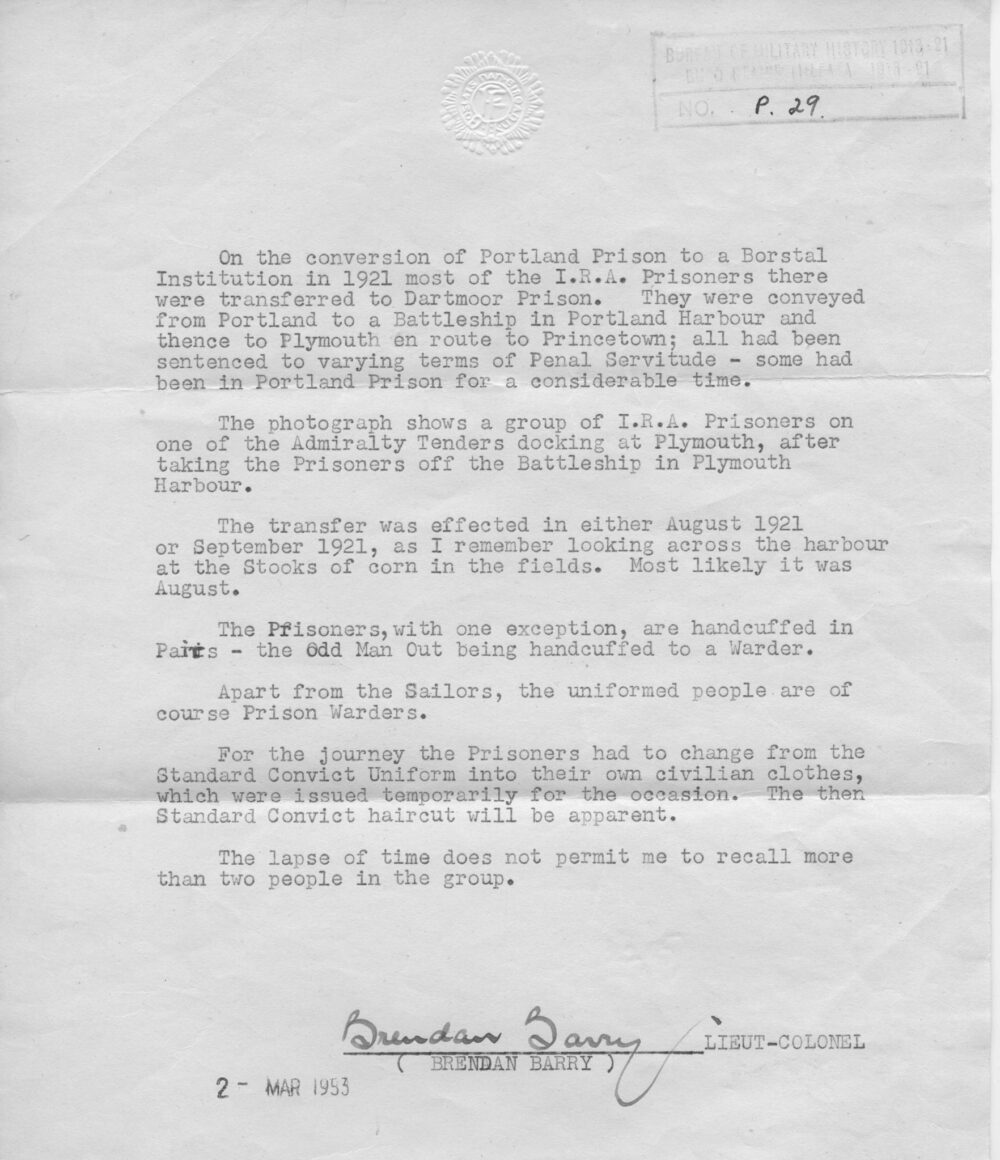 BUREAU OF MILITARY HISTORY 1913-21
NO. P. 29.
On the conversion of Portland Prison to a Borstal
Institution in 1921 most of the I.R.A. Prisoners there
were transferred to Dartmoor Prison. They were conveyed
from Portland to a Battleship in Portland Harbour and
thence to Plymouth en route to Princetown; all had been
sentenced to varying terms of Penal Servitude - some had
been in Portland Prison for a considerable time.
The photograph shows a group of I.R.A. Prisoners on
one of the Admiralty Tenders docking at Plymouth, after
taking the Prisoners off the Battleship in Plymouth
Harbour.
The transfer was effected in either August 1921
or September 1921, as I remember looking across the harbour
at the Stooks of corn in the fields. Most likely it was
August.
The Prisoners, with one exception, are handcuffed in
Pairs - the Odd Man Out being handcuffed to a Warder.
Apart from the Sailors, the uniformed people are of
course Prison Warders.
For the journey the Prisoners had to change from the
Standard Convict Uniform into their own civilian clothes,
which were issued temporarily for the occasion. The then
Standard Convict haircut will be apparent.
The lapse of time does not permit me to recall more
than two people in the group.
Brendan Barry LIEUT-COLONEL
( BRENDAN BARRY )
2 - MAR 1953